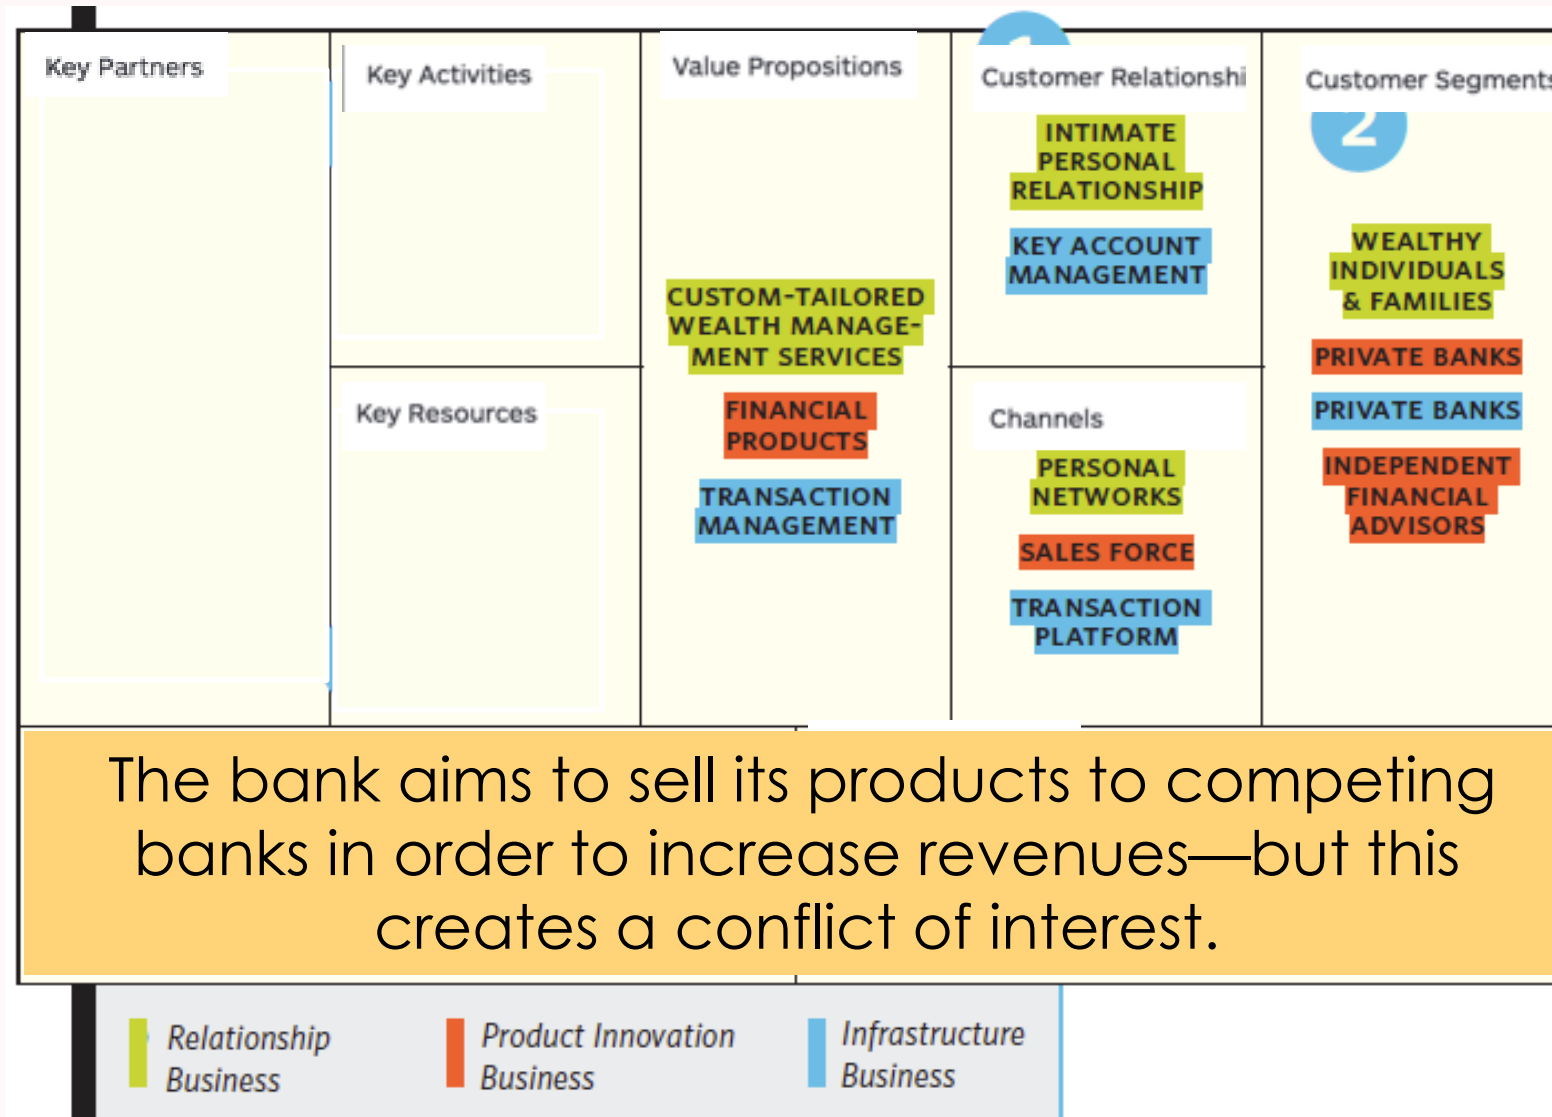 Key Partners
Key Activities
Value Propositions
Customer Relationshi
Customer Segments
INTIMATE
PERSONAL
RELATIONSHIP
KEY ACCOUNT
MANAGEMENT
2
WEALTHY
INDIVIDUALS
& FAMILIES
PRIVATE BANKS
PRIVATE BANKS
INDEPENDENT
FINANCIAL
ADVISORS
CUSTOM-TAILORED
WEALTH MANAGE-
MENT SERVICES
FINANCIAL
PRODUCTS
TRANSACTION
MANAGEMENT
Key Resources
Channels
PERSONAL
NETWORKS
SALES FORCE
TRANSACTION
PLATFORM
The bank aims to sell its products to competing
banks in order to increase revenues—but this
creates a conflict of interest.
Relationship
Business
Product Innovation
Business
Infrastructure
Business